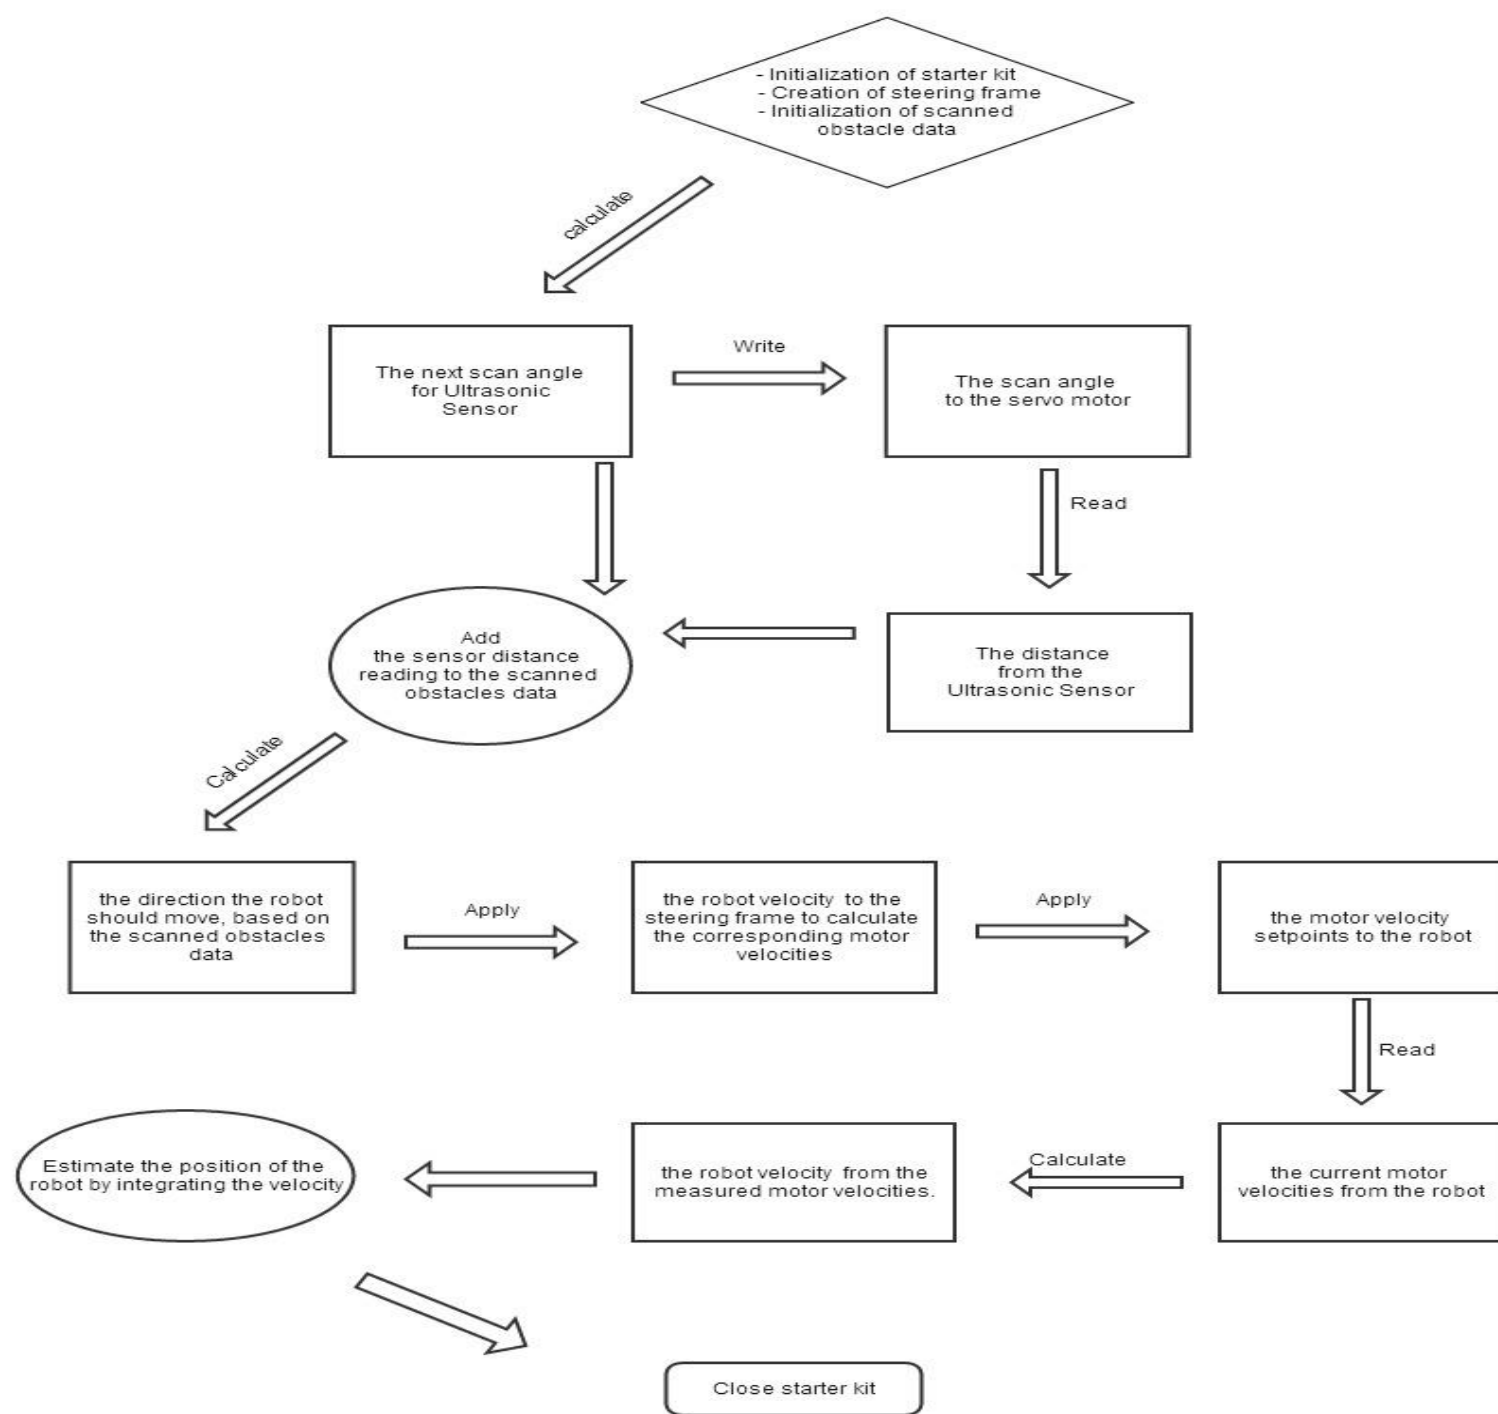 - Initialization of starter kit
- Creation of steering frame
- Initialization of scanned
obstacle data
calculate
The next scan angle
for Ultrasonic
Sensor
Write
The scan angle
to the servo motor
Read
Add
the sensor distance
reading to the scanned
obstacles data
The distance
from the
Ultrasonic Sensor
Calculate
the direction the robot
should move, based on
the scanned obstacles
data
Apply
the robot velocity to the
steering frame to calculate
the corresponding motor
velocities
Apply
the motor velocity
setpoints to the robot
Read
the current motor
velocities from the robot
Calculate
the robot velocity from the
measured motor velocities.
Estimate the position of the
robot by integrating the velocity
Close starter kit